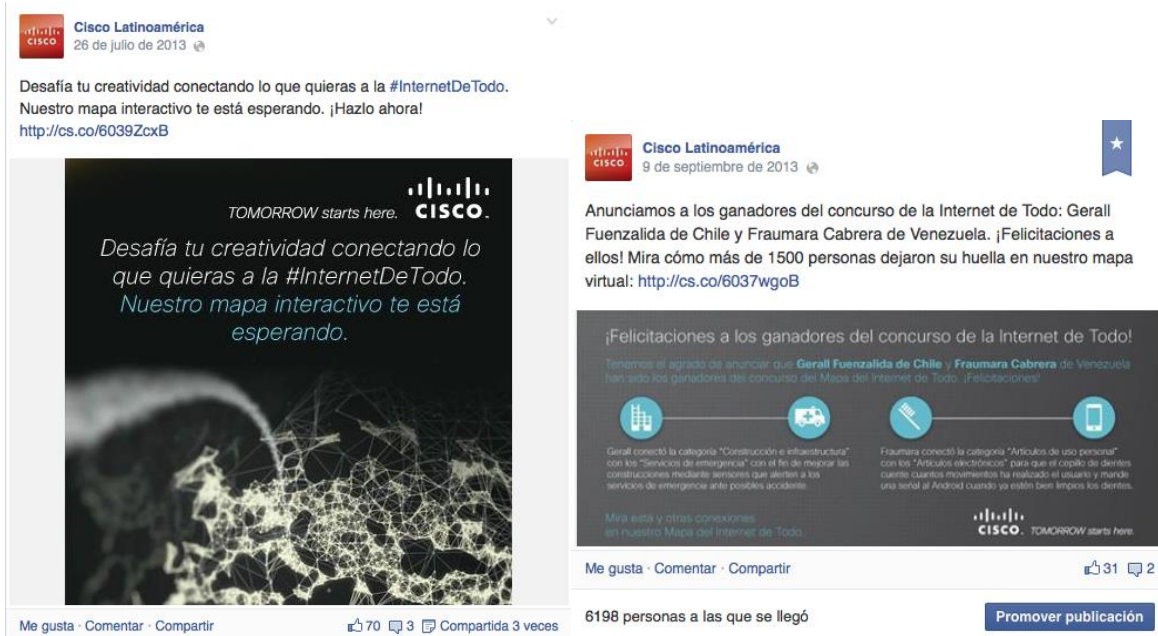 Cisco Latinoamérica
26 de julio de 2013
Desafía tu creatividad conectando lo que quieras a la #InternetDeTodo.
Nuestro mapa interactivo te está esperando. ¡Hazlo ahora!
http://cs.co/6039ZcxB
TOMORROW starts here. CISCO.
Desafía tu creatividad conectando lo
que quieras a la #InternetDeTodo.
Nuestro mapa interactivo te está
esperando.
Me gusta · Comentar · Compartir 70 3 Compartida 3 veces
CISCO
Cisco Latinoamérica
9 de septiembre de 2013
Anunciamos a los ganadores del concurso de la Internet de Todo: Gerall
Fuenzalida de Chile y Fraumara Cabrera de Venezuela. ¡Felicitaciones a
ellos! Mira cómo más de 1500 personas dejaron su huella en nuestro mapa
virtual: http://cs.co/6037wgoB
¡Felicitaciones a los ganadores del concurso de la Internet de Todo!
Tenemos el agrado de anunciar que Gerall Fuenzalida de Chile y Fraumara Cabrera de Venezuela
han sido los ganadores del concurso del Mapa del Internet de Todo. ¡Felicitaciones!
Gerall conectó la categoría "Construcción e infraestructura"
con los "Servicios de emergencia" con el fin de mejorar las
construcciones mediante sensores que alerten a los
servicios de emergencia ante posibles accidente.
Fraumara conectó la categoría "Artículos de uso personal"
con los "Artículos electrónicos" para que el cepillo de dientes
cuente cuantos movimientos ha realizado el usuario y mande
una señal al Android cuando ya estén bien limpios los dientes.
Mira esta y otras conexiones
en nuestro Mapa del Internet de Todo.
CISCO. TOMORROW starts here.
Me gusta · Comentar · Compartir 31 2
6198 personas a las que se llegó Promover publicación